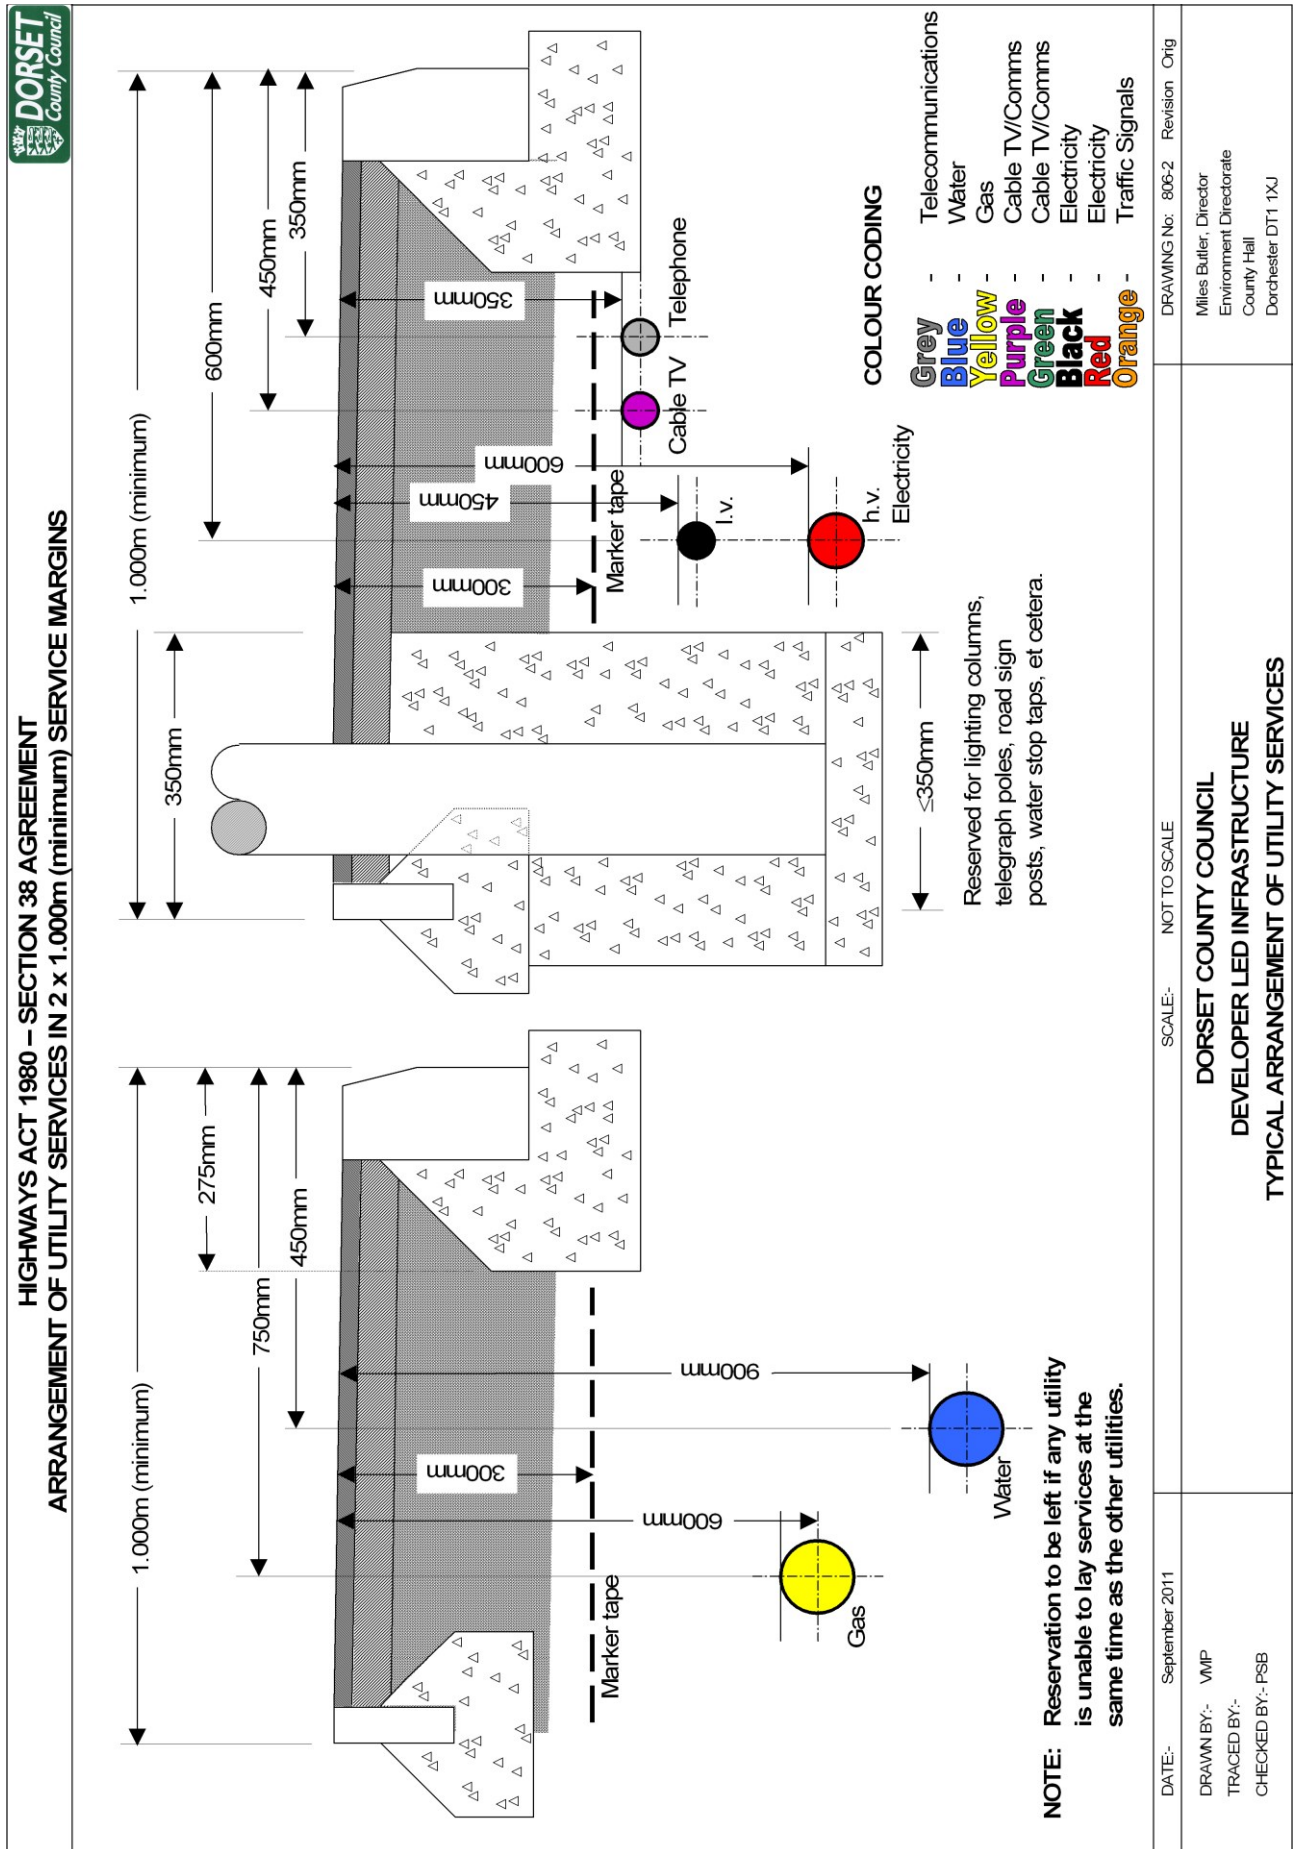 DORSET
County Council
HIGHWAYS ACT 1980 – SECTION 38 AGREEMENT
ARRANGEMENT OF UTILITY SERVICES IN 2 x 1.000m (minimum) SERVICE MARGINS
1.000m (minimum)
275mm
750mm
450mm
300mm
600mm
900mm
Marker tape
Gas
Water
NOTE: Reservation to be left if any utility
is unable to lay services at the
same time as the other utilities.
1.000m (minimum)
350mm
600mm
450mm
350mm
300mm
450mm
600mm
350mm
Marker tape
l.v.
h.v.
Electricity
Cable TV
Telephone
≤350mm
Reserved for lighting columns,
telegraph poles, road sign
posts, water stop taps, et cetera.
COLOUR CODING
Grey - Telecommunications
Blue - Water
Yellow - Gas
Purple - Cable TV/Comms
Green - Cable TV/Comms
Black - Electricity
Red - Electricity
Orange - Traffic Signals
DATE:- September 2011
DRAWN BY:- VMP
TRACED BY:-
CHECKED BY:- PSB
SCALE:- NOT TO SCALE
DORSET COUNTY COUNCIL
DEVELOPER LED INFRASTRUCTURE
TYPICAL ARRANGEMENT OF UTILITY SERVICES
DRAWING No: 806-2 Revision Orig
Miles Butler, Director
Environment Directorate
County Hall
Dorchester DT1 1XJ